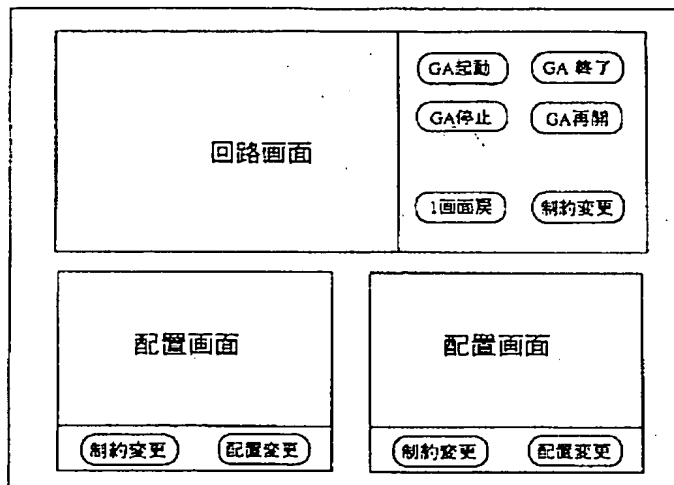 回路画面
GA起動 GA 終了
GA停止 GA再開
1画面戻 制約変更
配置画面
制約変更 配置変更
配置画面
制約変更 配置変更